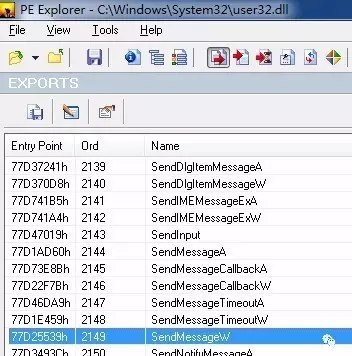 PE Explorer - C:\Windows\System32\user32.dll
File View Tools Help
EXPORTS
Entry Point Ord Name
77D37241h 2139 SendDlgItemMessageA
77D370D8h 2140 SendDlgItemMessageW
77D741B5h 2141 SendIMEMessageExA
77D741A4h 2142 SendIMEMessageExW
77D47019h 2143 SendInput
77D1AD60h 2144 SendMessageA
77D73E8Bh 2145 SendMessageCallbackA
77D22F7Bh 2146 SendMessageCallbackW
77D46DA9h 2147 SendMessageTimeoutA
77D1E459h 2148 SendMessageTimeoutW
77D25539h 2149 SendMessageW
77D3493Ch 2150 SendNotifyMessageA